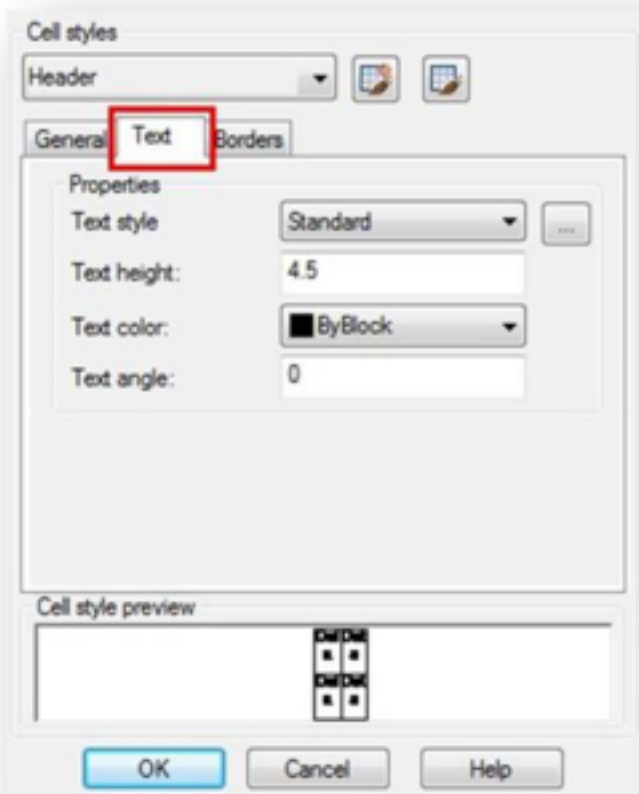 Cell styles
Header
General Text Borders
Properties
Text style Standard ...
Text height: 4.5
Text color: ByBlock
Text angle: 0
Cell style preview
OK Cancel Help